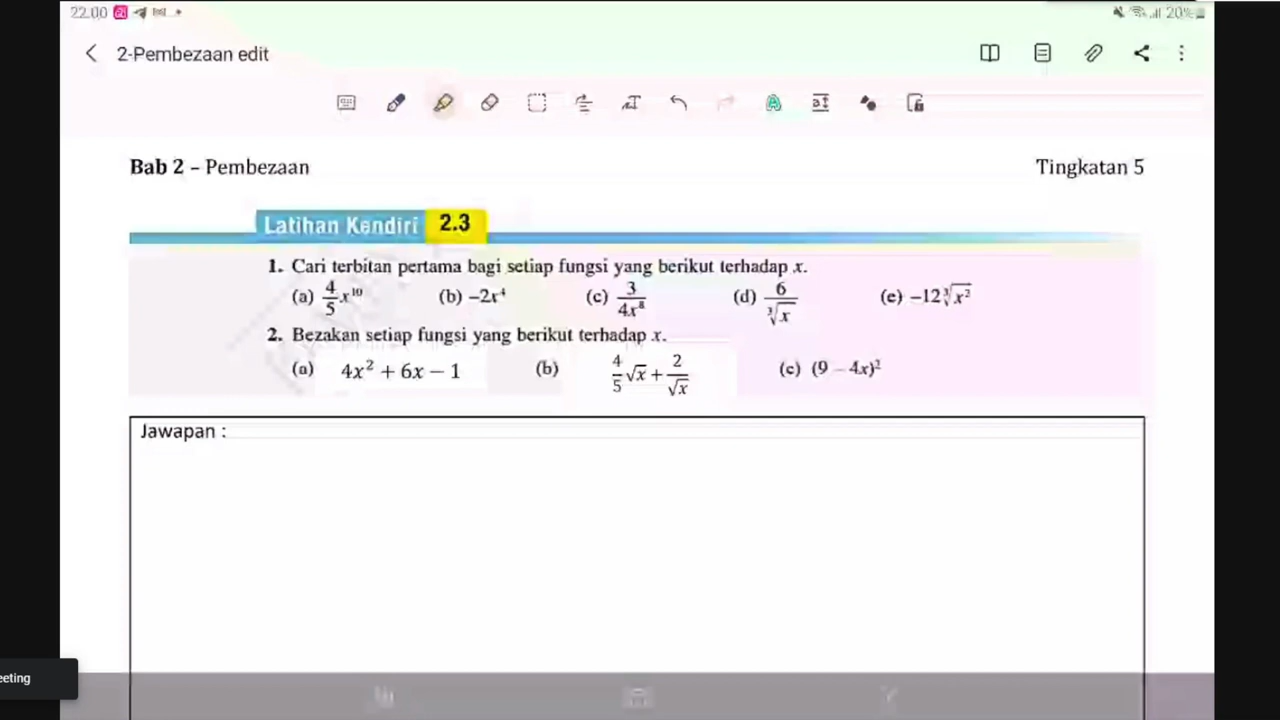 22.00
20%
2-Pembezaan edit
Bab 2 – Pembezaan
Tingkatan 5
Latihan Kendiri 2.3
1. Cari terbitan pertama bagi setiap fungsi yang berikut terhadap x.
(a) 4/5 x¹⁰ (b) –2x⁴ (c) 3/4x⁸ (d) 6/∛x (e) –12∛x²
2. Bezakan setiap fungsi yang berikut terhadap x.
(a) 4x² + 6x − 1 (b) 4/5 √x + 2/√x (c) (9 – 4x)²
Jawapan :
eeting